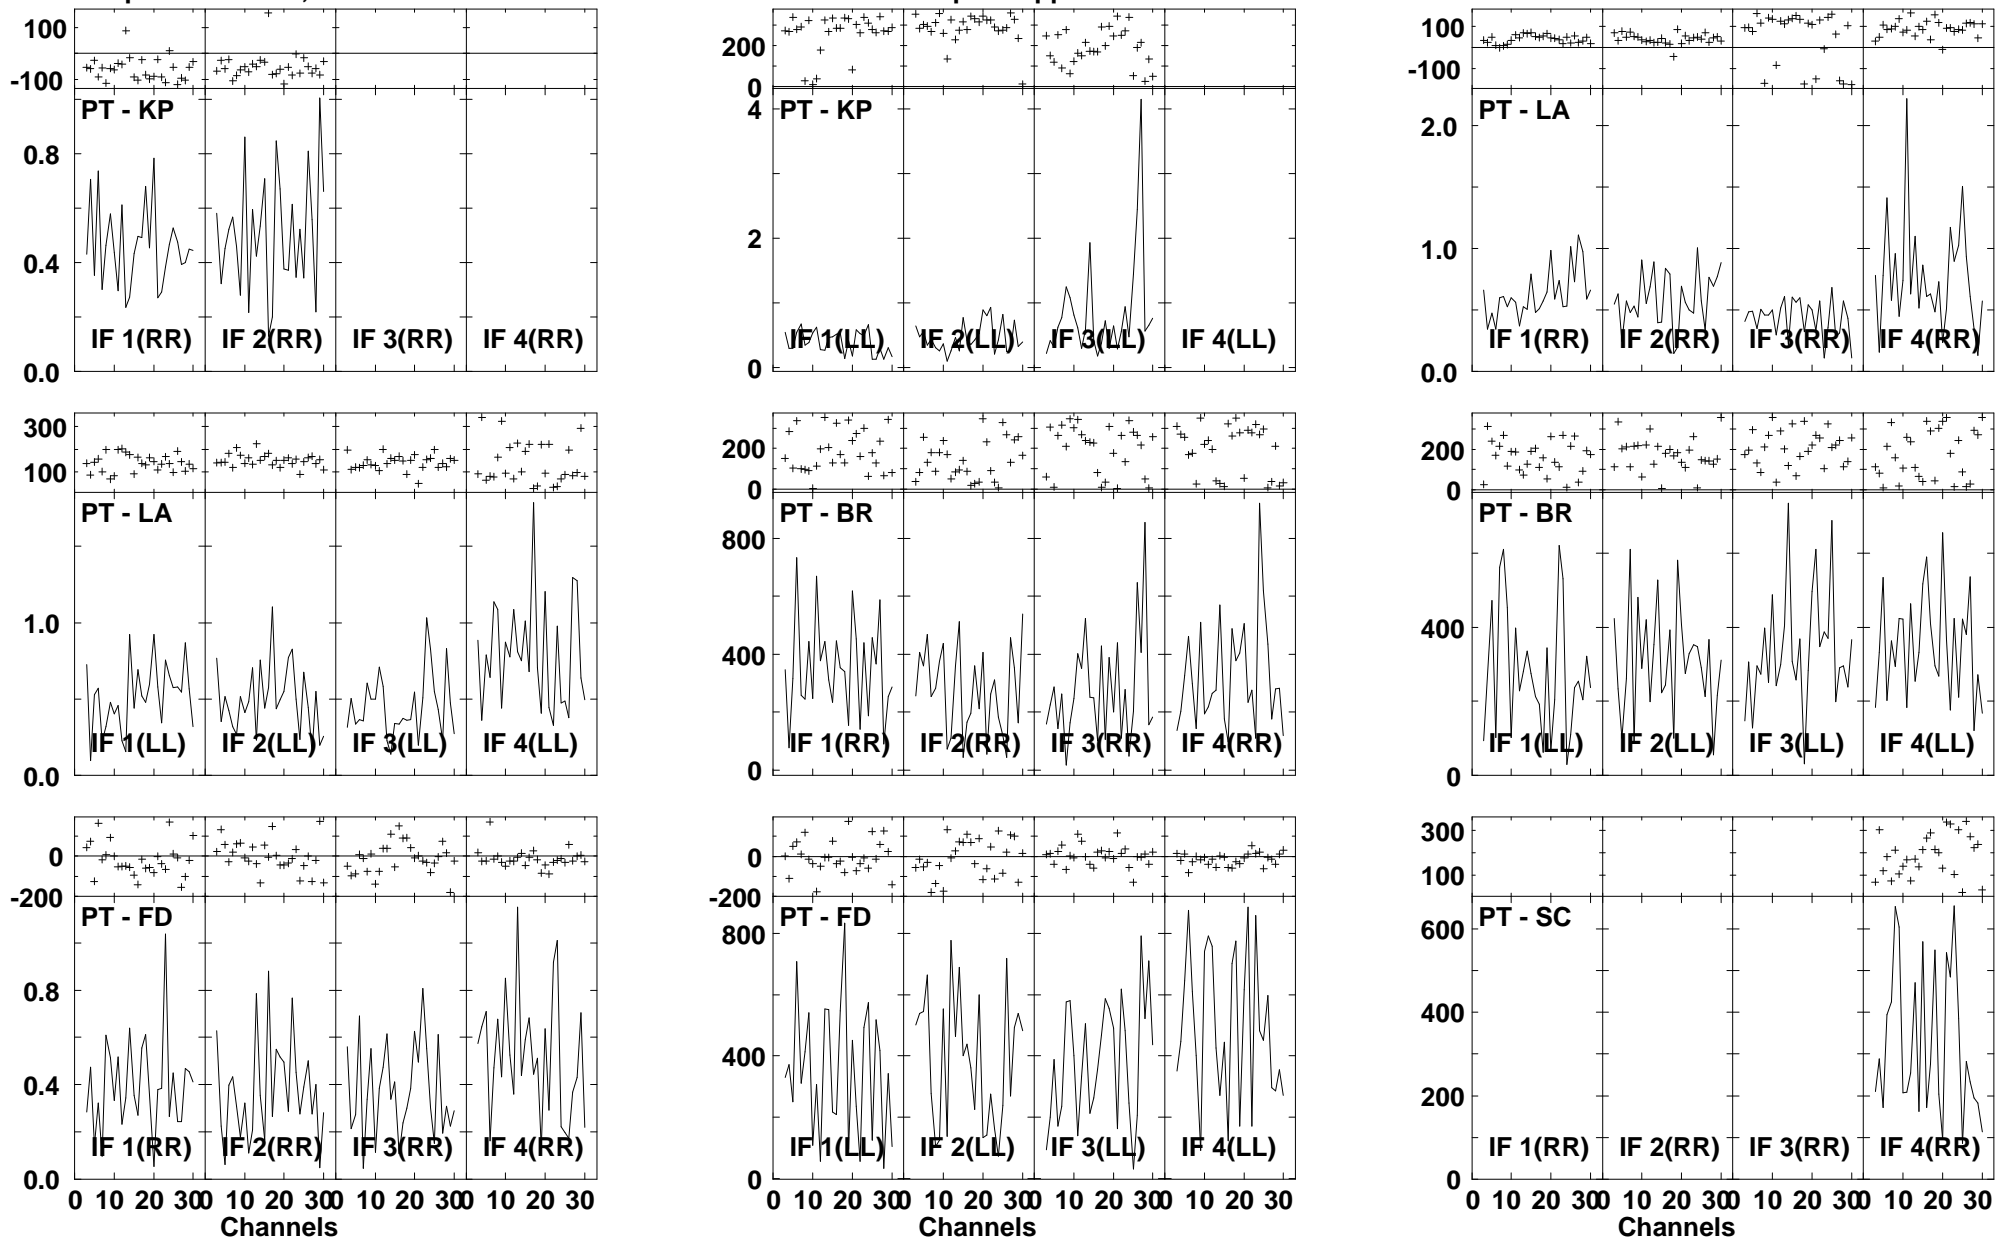 100
-100
PT - KP
0.8
0.4
0.0
IF 1(RR) IF 2(RR) IF 3(RR) IF 4(RR)
200
0
PT - KP
4
2
0
IF 1(LL) IF 2(LL) IF 3(LL) IF 4(LL)
100
-100
PT - LA
2.0
1.0
0.0
IF 1(RR) IF 2(RR) IF 3(RR) IF 4(RR)
300
100
PT - LA
1.0
0.0
IF 1(LL) IF 2(LL) IF 3(LL) IF 4(LL)
200
0
PT - BR
800
400
0
IF 1(RR) IF 2(RR) IF 3(RR) IF 4(RR)
200
0
PT - BR
400
0
IF 1(LL) IF 2(LL) IF 3(LL) IF 4(LL)
0
-200
PT - FD
0.8
0.4
0.0
IF 1(RR) IF 2(RR) IF 3(RR) IF 4(RR)
0 10 20 30 0 10 20 30 0 10 20 30 0 10 20 30
Channels
0
-200
PT - FD
800
400
0
IF 1(LL) IF 2(LL) IF 3(LL) IF 4(LL)
0 10 20 30 0 10 20 30 0 10 20 30 0 10 20 30
Channels
300
100
PT - SC
600
400
200
0
IF 1(RR) IF 2(RR) IF 3(RR) IF 4(RR)
0 10 20 30 0 10 20 30 0 10 20 30 0 10 20 30
Channels